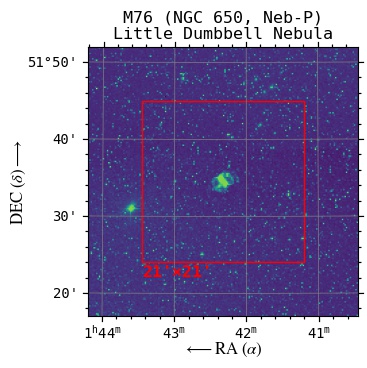 M76 (NGC 650, Neb-P)
Little Dumbbell Nebula
51°50'
40'
30'
20'
DEC (δ) ⟶
21'×21'
1ʰ44ᵐ
43ᵐ
42ᵐ
41ᵐ
⟵ RA (α)